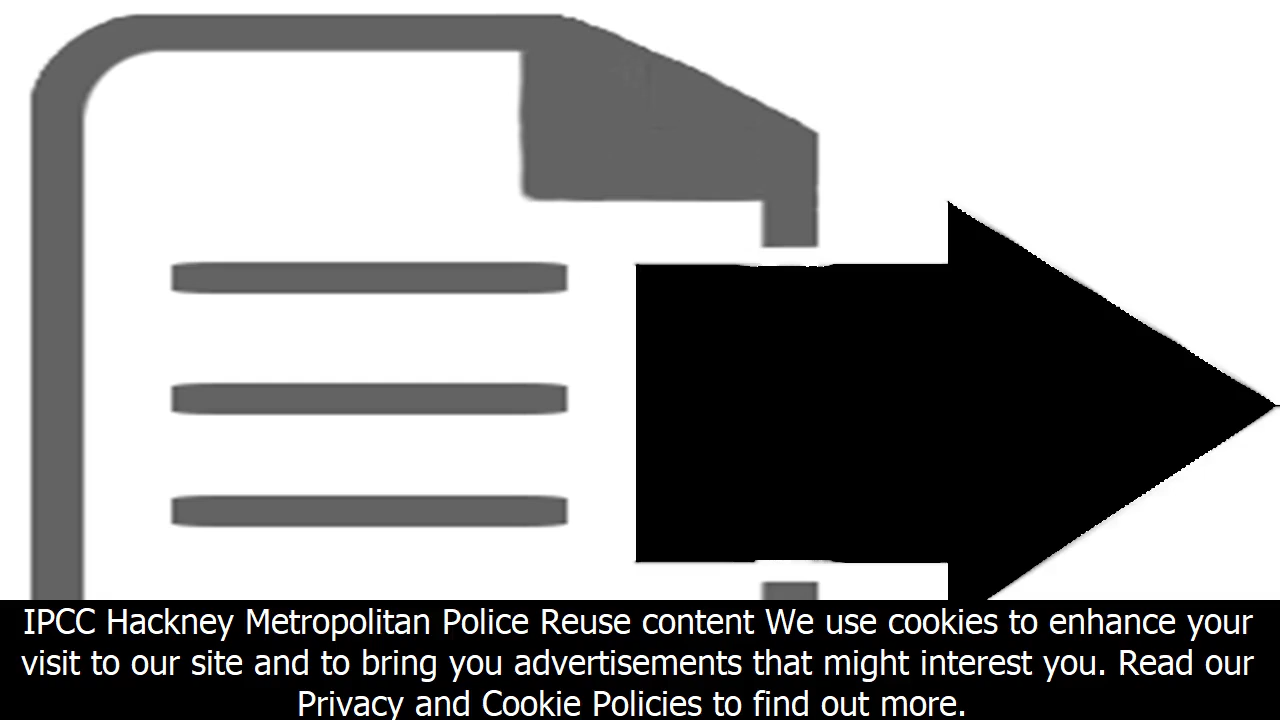 IPCC Hackney Metropolitan Police Reuse content We use cookies to enhance your
visit to our site and to bring you advertisements that might interest you. Read our
Privacy and Cookie Policies to find out more.